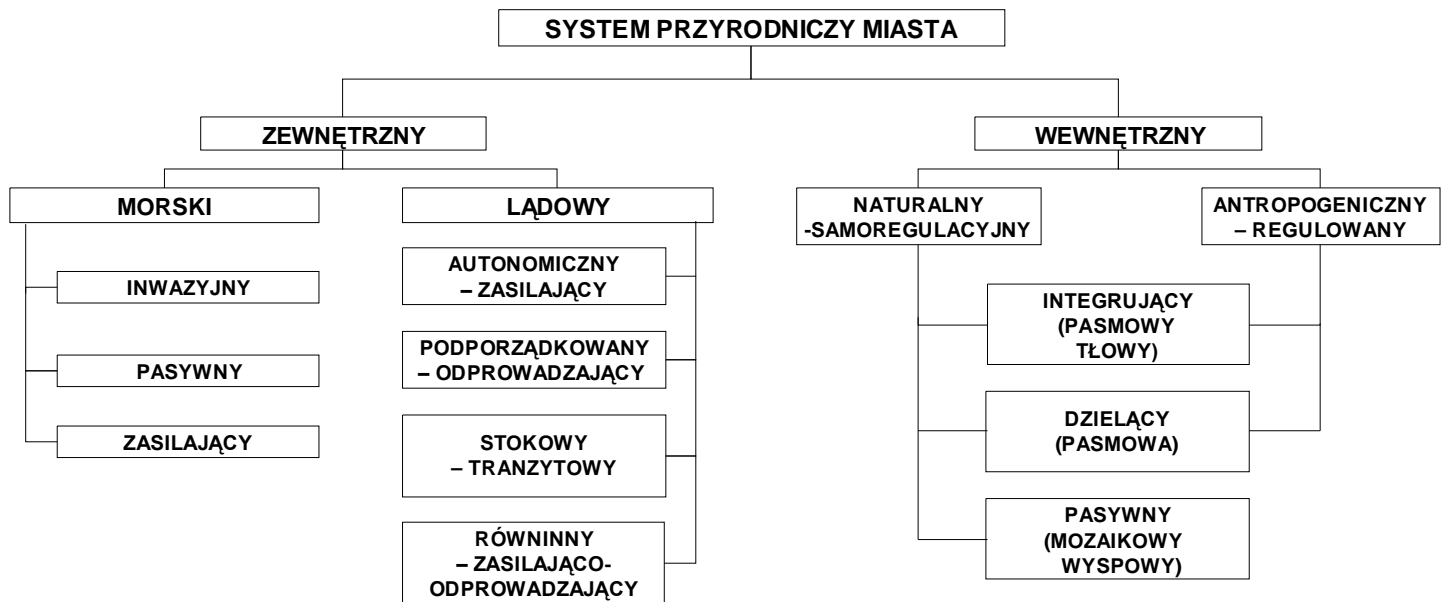 SYSTEM PRZYRODNICZY MIASTA
ZEWNĘTRZNY
WEWNĘTRZNY
MORSKI
LĄDOWY
NATURALNY
-SAMOREGULACYJNY
ANTROPOGENICZNY
– REGULOWANY
INWAZYJNY
PASYWNY
ZASILAJĄCY
AUTONOMICZNY
– ZASILAJĄCY
PODPORZĄDKOWANY
– ODPROWADZAJĄCY
STOKOWY
– TRANZYTOWY
RÓWNINNY
– ZASILAJĄCO-
ODPROWADZAJĄCY
INTEGRUJĄCY
(PASMOWY
TŁOWY)
DZIELĄCY
(PASMOWA)
PASYWNY
(MOZAIKOWY
WYSPOWY)